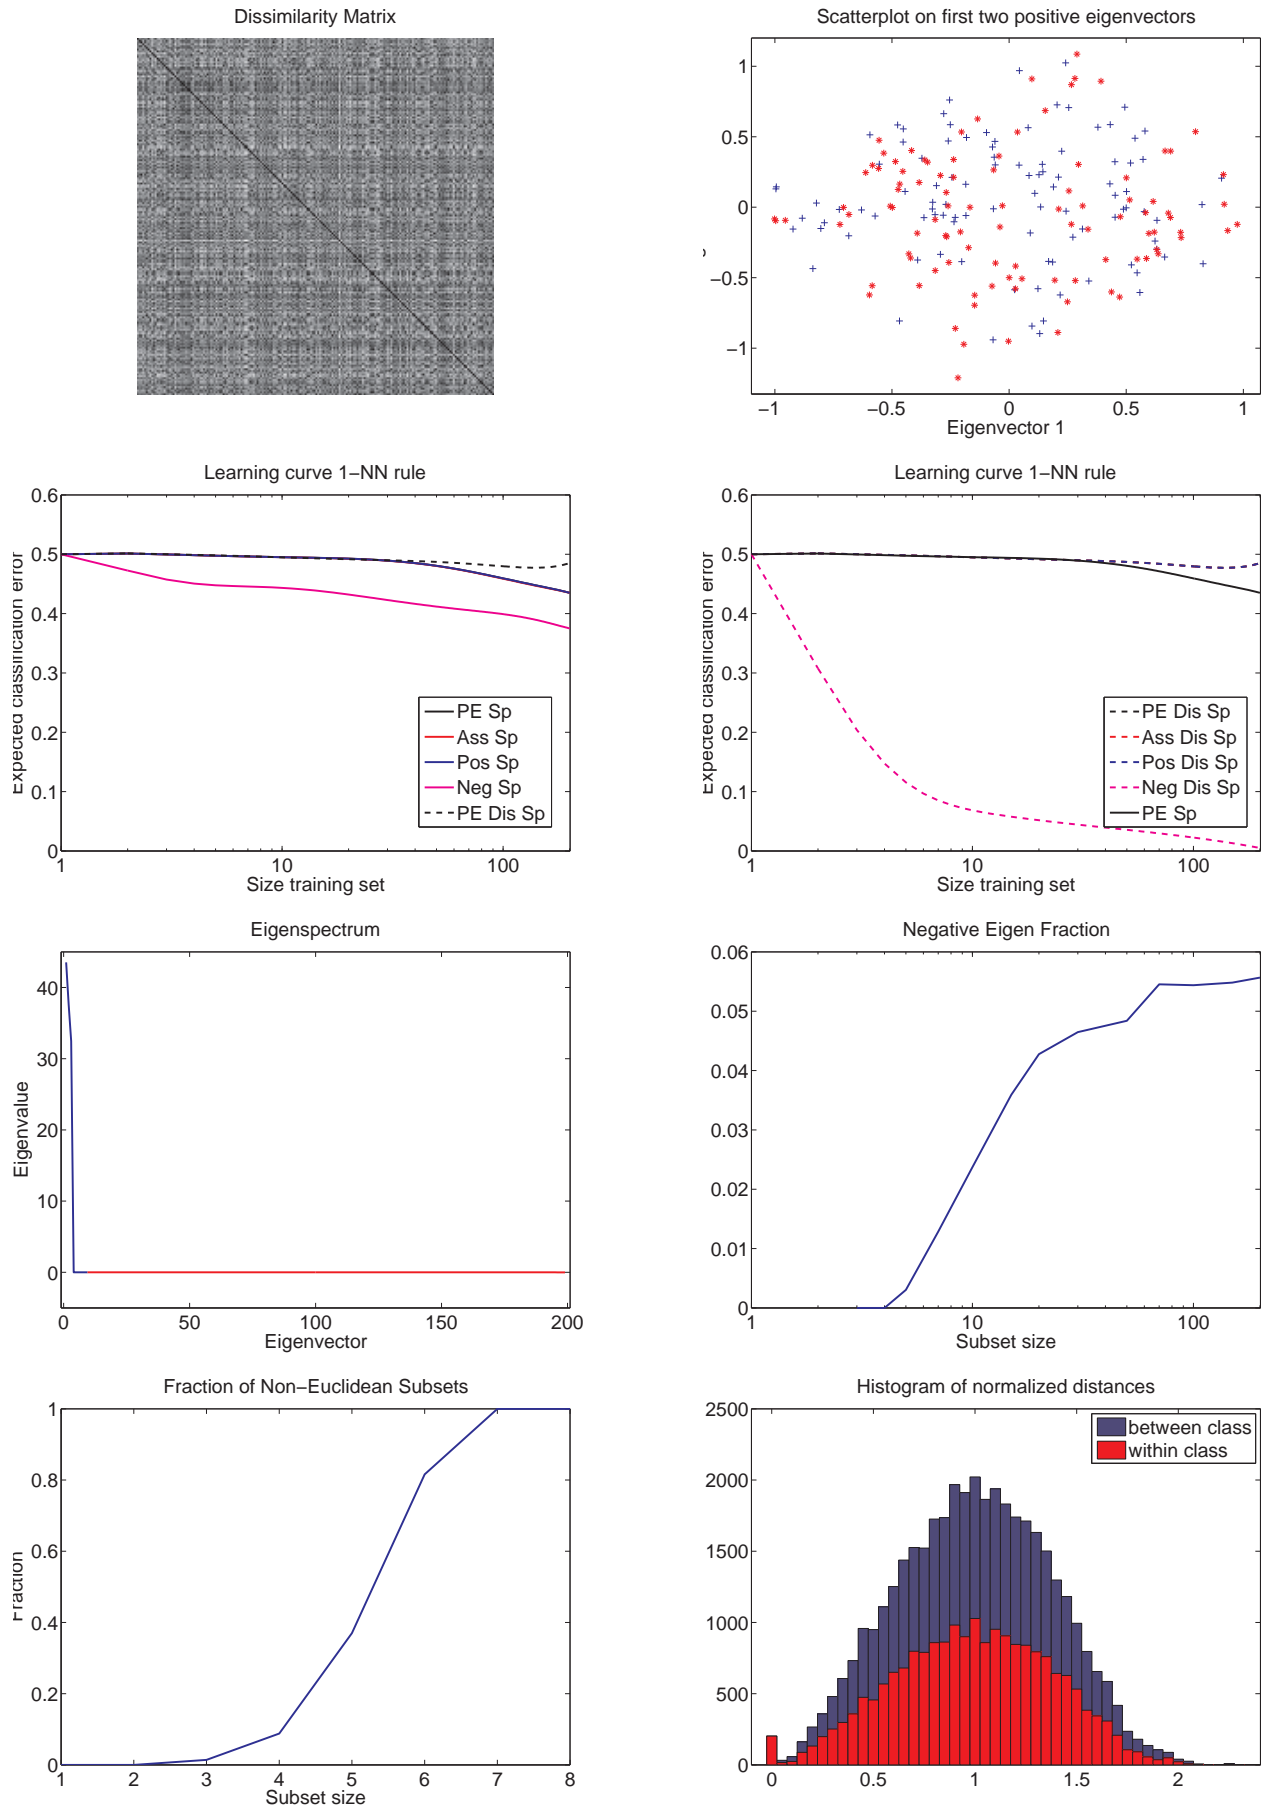 Dissimilarity Matrix
Scatterplot on first two positive eigenvectors
1
0.5
0
−0.5
−1
−1 −0.5 0 0.5 1
Eigenvector 1
Learning curve 1−NN rule
0.6
0.5
0.4
0.3
0.2
0.1
0
Expected classification error
PE Sp
Ass Sp
Pos Sp
Neg Sp
PE Dis Sp
1 10 100
Size training set
Learning curve 1−NN rule
0.6
0.5
0.4
0.3
0.2
0.1
0
Expected classification error
PE Dis Sp
Ass Dis Sp
Pos Dis Sp
Neg Dis Sp
PE Sp
1 10 100
Size training set
Eigenspectrum
40
30
20
10
0
Eigenvalue
0 50 100 150 200
Eigenvector
Negative Eigen Fraction
0.06
0.05
0.04
0.03
0.02
0.01
0
1 10 100
Subset size
Fraction of Non−Euclidean Subsets
1
0.8
0.6
0.4
0.2
0
Fraction
1 2 3 4 5 6 7 8
Subset size
Histogram of normalized distances
2500
2000
1500
1000
500
0
between class
within class
0 0.5 1 1.5 2